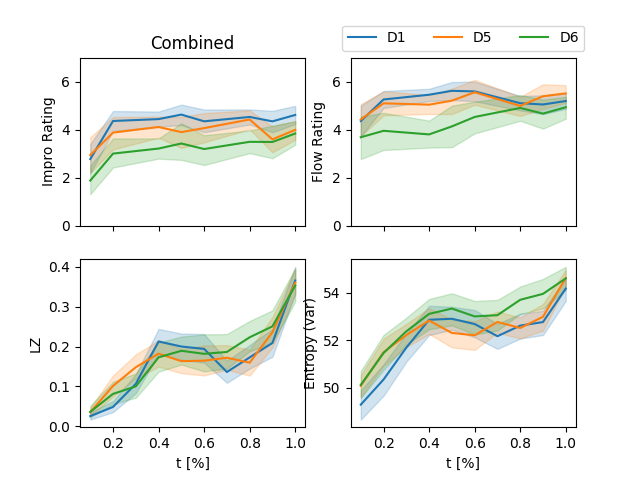 D1 D5 D6
Combined
Impro Rating
6
4
2
0
Flow Rating
6
4
2
0
LZ
0.4
0.3
0.2
0.1
0.0
0.2 0.4 0.6 0.8 1.0
t [%]
Entropy (var)
54
52
50
0.2 0.4 0.6 0.8 1.0
t [%]